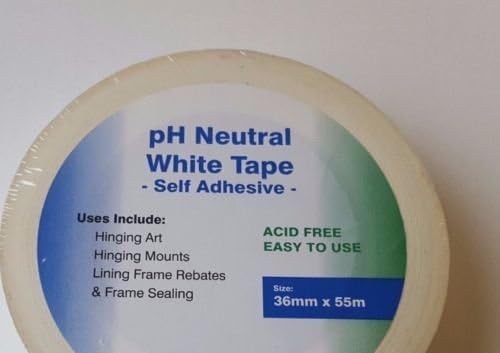 pH Neutral
White Tape
- Self Adhesive -
Uses Include:
Hinging Art
Hinging Mounts
Lining Frame Rebates
& Frame Sealing
ACID FREE
EASY TO USE
Size:
36mm x 55m